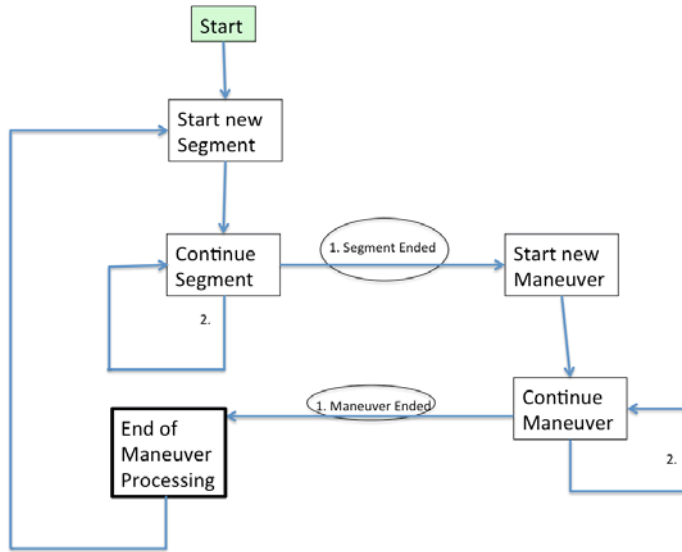 Start
Start new
Segment
Continue
Segment
1. Segment Ended
Start new
Maneuver
2.
Continue
Maneuver
1. Maneuver Ended
End of
Maneuver
Processing
2.